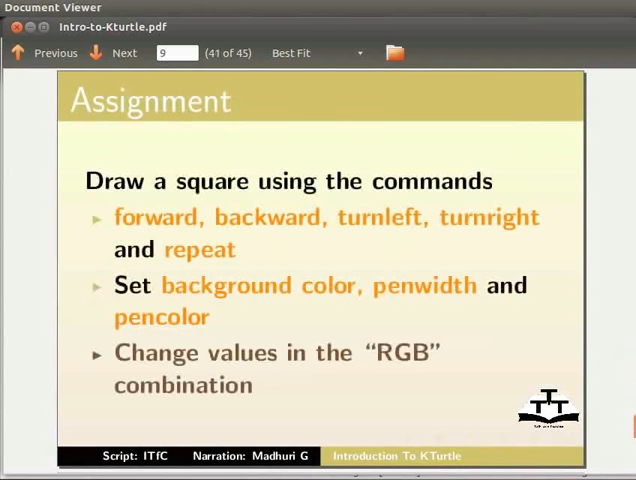 Document Viewer
Intro-to-Kturtle.pdf
Previous Next 9 (41 of 45) Best Fit
Assignment
Draw a square using the commands
forward, backward, turnleft, turnright
and repeat
Set background color, penwidth and
pencolor
Change values in the “RGB”
combination
Script: ITfC Narration: Madhuri G Introduction To KTurtle